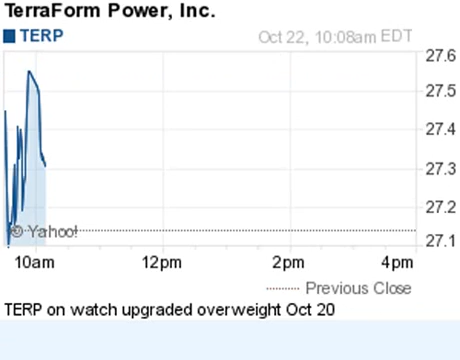 TerraForm Power, Inc.
TERP Oct 22, 10:08am EDT
27.6
27.5
27.4
27.3
27.2
© Yahoo!
27.1
10am 12pm 2pm 4pm
Previous Close
TERP on watch upgraded overweight Oct 20